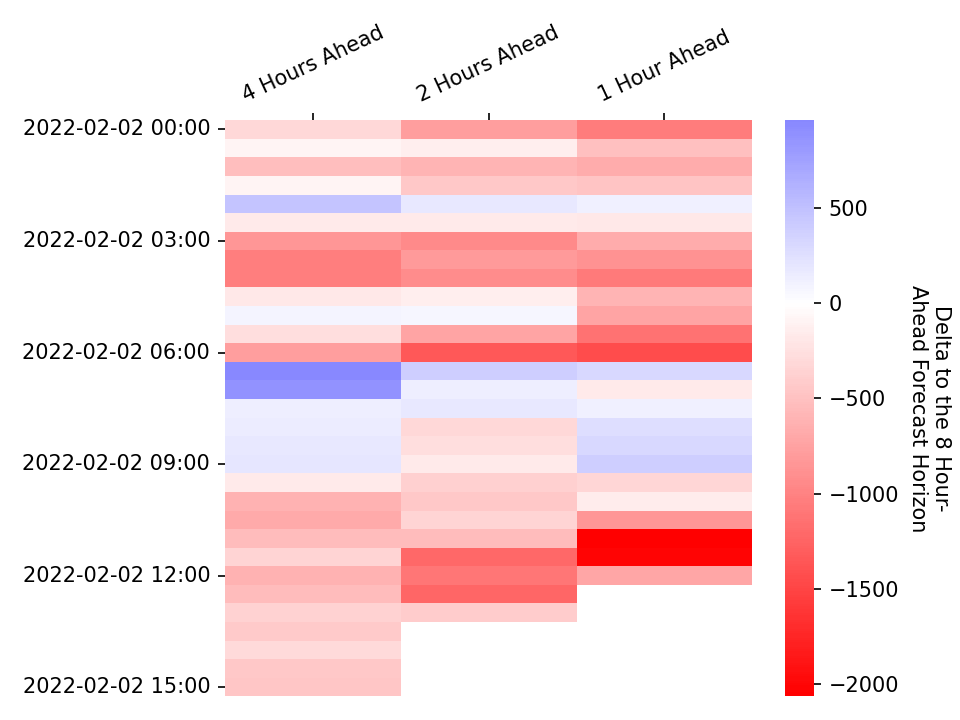 4 Hours Ahead
2 Hours Ahead
1 Hour Ahead
2022-02-02 00:00
2022-02-02 03:00
2022-02-02 06:00
2022-02-02 09:00
2022-02-02 12:00
2022-02-02 15:00
500
0
−500
−1000
−1500
−2000
Delta to the 8 Hour-
Ahead Forecast Horizon